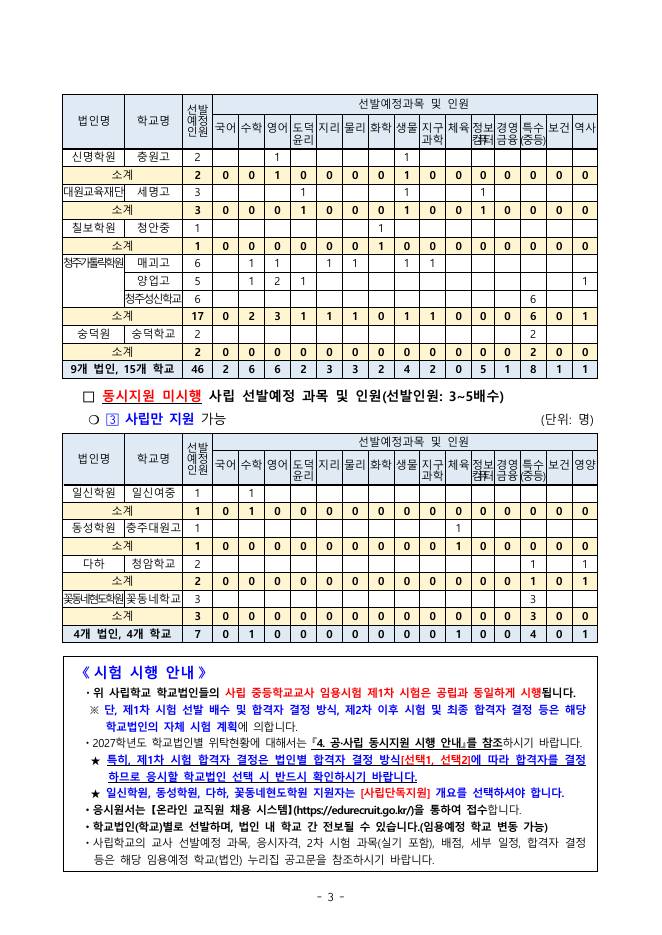 법인명 학교명 선발예정인원 선발예정과목 및 인원
국어 수학 영어 도덕윤리 지리 물리 화학 생물 지구과학 체육 정보컴퓨터 경영금융 특수(중등) 보건 역사
신명학원 충원고 2 1 1
소계 2 0 0 1 0 0 0 0 1 0 0 0 0 0 0 0
대원교육재단 세명고 3 1 1 1
소계 3 0 0 0 1 0 0 0 1 0 0 1 0 0 0 0
칠보학원 청안중 1 1
소계 1 0 0 0 0 0 0 1 0 0 0 0 0 0 0 0
청주가톨릭학원 매괴고 6 1 1 1 1 1 1
양업고 5 1 2 1 1
청주성신학교 6 6
소계 17 0 2 3 1 1 1 0 1 1 0 0 0 6 0 1
숭덕원 숭덕학교 2 2
소계 2 0 0 0 0 0 0 0 0 0 0 0 0 2 0 0
9개 법인, 15개 학교 46 2 6 6 2 3 3 2 4 2 0 5 1 8 1 1
□ 동시지원 미시행 사립 선발예정 과목 및 인원(선발인원: 3~5배수)
❍ 3 사립만 지원 가능 (단위: 명)
법인명 학교명 선발예정인원 선발예정과목 및 인원
국어 수학 영어 도덕윤리 지리 물리 화학 생물 지구과학 체육 정보컴퓨터 경영금융 특수(중등) 보건 영양
일신학원 일신여중 1 1
소계 1 0 1 0 0 0 0 0 0 0 0 0 0 0 0 0
동성학원 충주대원고 1 1
소계 1 0 0 0 0 0 0 0 0 0 1 0 0 0 0 0
다하 청암학교 2 1 1
소계 2 0 0 0 0 0 0 0 0 0 0 0 0 1 0 1
꽃동네현도학원 꽃동네학교 3 3
소계 3 0 0 0 0 0 0 0 0 0 0 0 0 3 0 0
4개 법인, 4개 학교 7 0 1 0 0 0 0 0 0 0 1 0 0 4 0 1
《 시험 시행 안내 》
· 위 사립학교 학교법인들의 사립 중등학교교사 임용시험 제1차 시험은 공립과 동일하게 시행됩니다.
※ 단, 제1차 시험 선발 배수 및 합격자 결정 방식, 제2차 이후 시험 및 최종 합격자 결정 등은 해당
학교법인의 자체 시험 계획에 의합니다.
· 2027학년도 학교법인별 위탁현황에 대해서는 『4. 공·사립 동시지원 시행 안내』를 참조하시기 바랍니다.
★ 특히, 제1차 시험 합격자 결정은 법인별 합격자 결정 방식[선택1, 선택2]에 따라 합격자를 결정
하므로 응시할 학교법인 선택 시 반드시 확인하시기 바랍니다.
★ 일신학원, 동성학원, 다하, 꽃동네현도학원 지원자는 [사립단독지원] 개요를 선택하셔야 합니다.
· 응시원서는 【온라인 교직원 채용 시스템】(https://edurecruit.go.kr/)을 통하여 접수합니다.
· 학교법인(학교)별로 선발하며, 법인 내 학교 간 전보될 수 있습니다.(임용예정 학교 변동 가능)
· 사립학교의 교사 선발예정 과목, 응시자격, 2차 시험 과목(실기 포함), 배점, 세부 일정, 합격자 결정
등은 해당 임용예정 학교(법인) 누리집 공고문을 참조하시기 바랍니다.
- 3 -